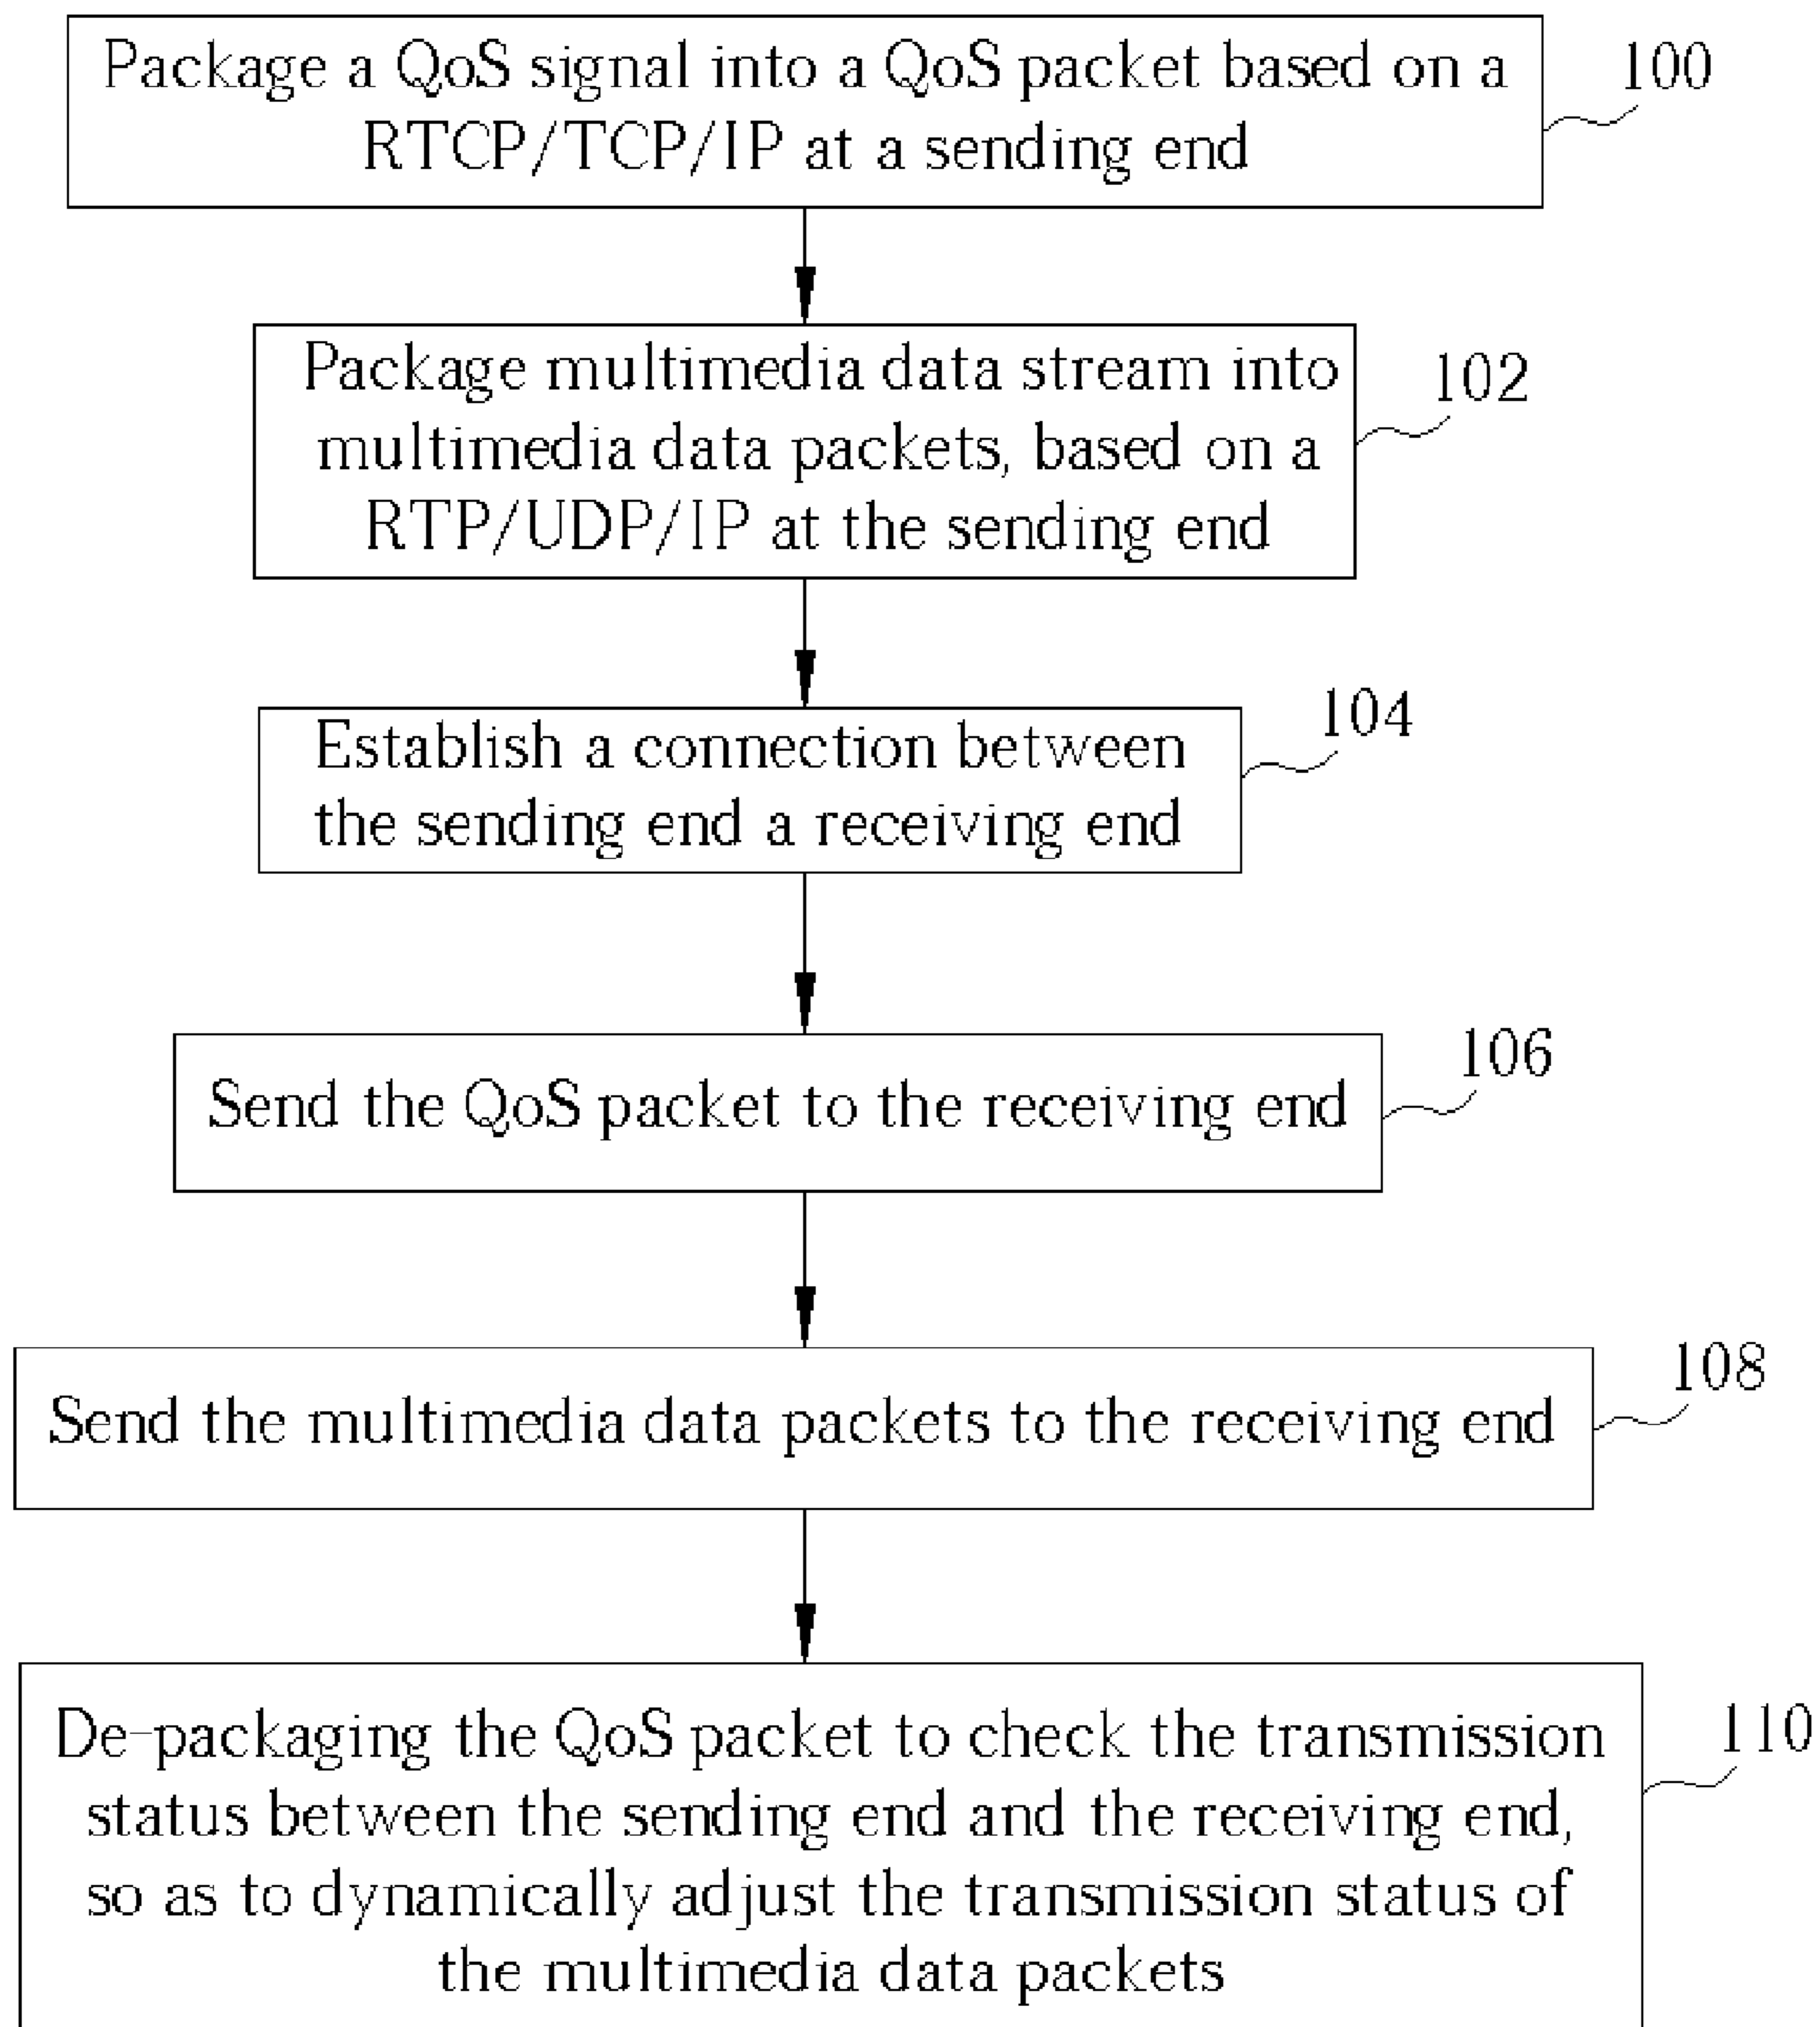 Package a QoS signal into a QoS packet based on a
RTCP/TCP/IP at a sending end
100
Package multimedia data stream into
multimedia data packets, based on a
RTP/UDP/IP at the sending end
102
Establish a connection between
the sending end a receiving end
104
Send the QoS packet to the receiving end
106
Send the multimedia data packets to the receiving end
108
De-packaging the QoS packet to check the transmission
status between the sending end and the receiving end,
so as to dynamically adjust the transmission status of
the multimedia data packets
110